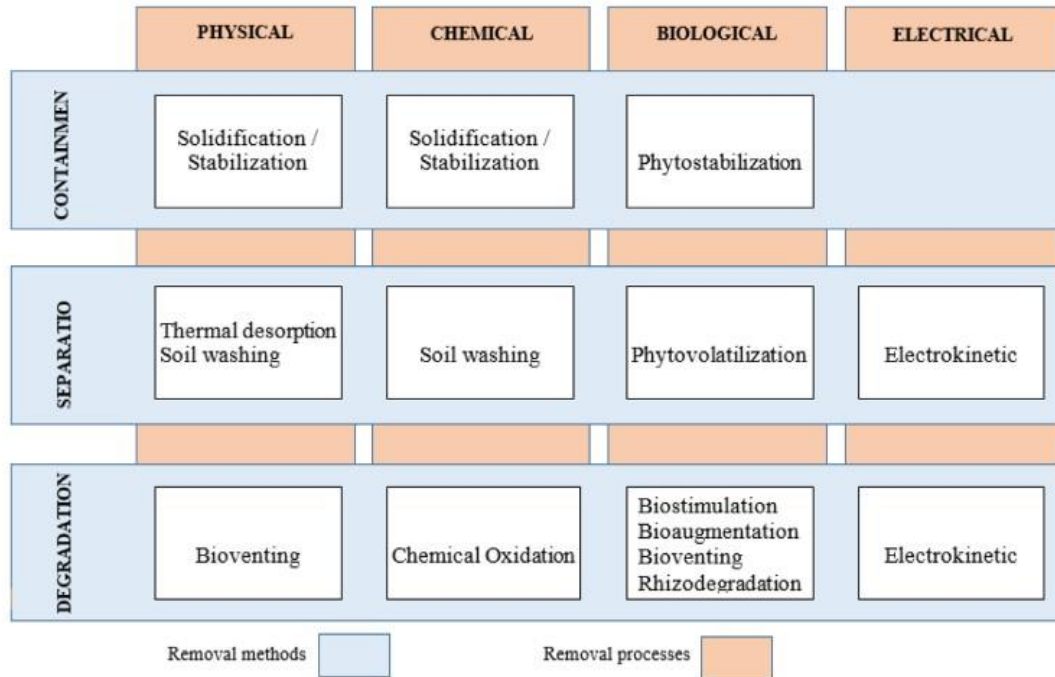 PHYSICAL
CHEMICAL
BIOLOGICAL
ELECTRICAL
CONTAINMEN
Solidification /
Stabilization
Solidification /
Stabilization
Phytostabilization
SEPARATIO
Thermal desorption
Soil washing
Soil washing
Phytovolatilization
Electrokinetic
DEGRADATION
Bioventing
Chemical Oxidation
Biostimulation
Bioaugmentation
Bioventing
Rhizodegradation
Electrokinetic
Removal methods
Removal processes